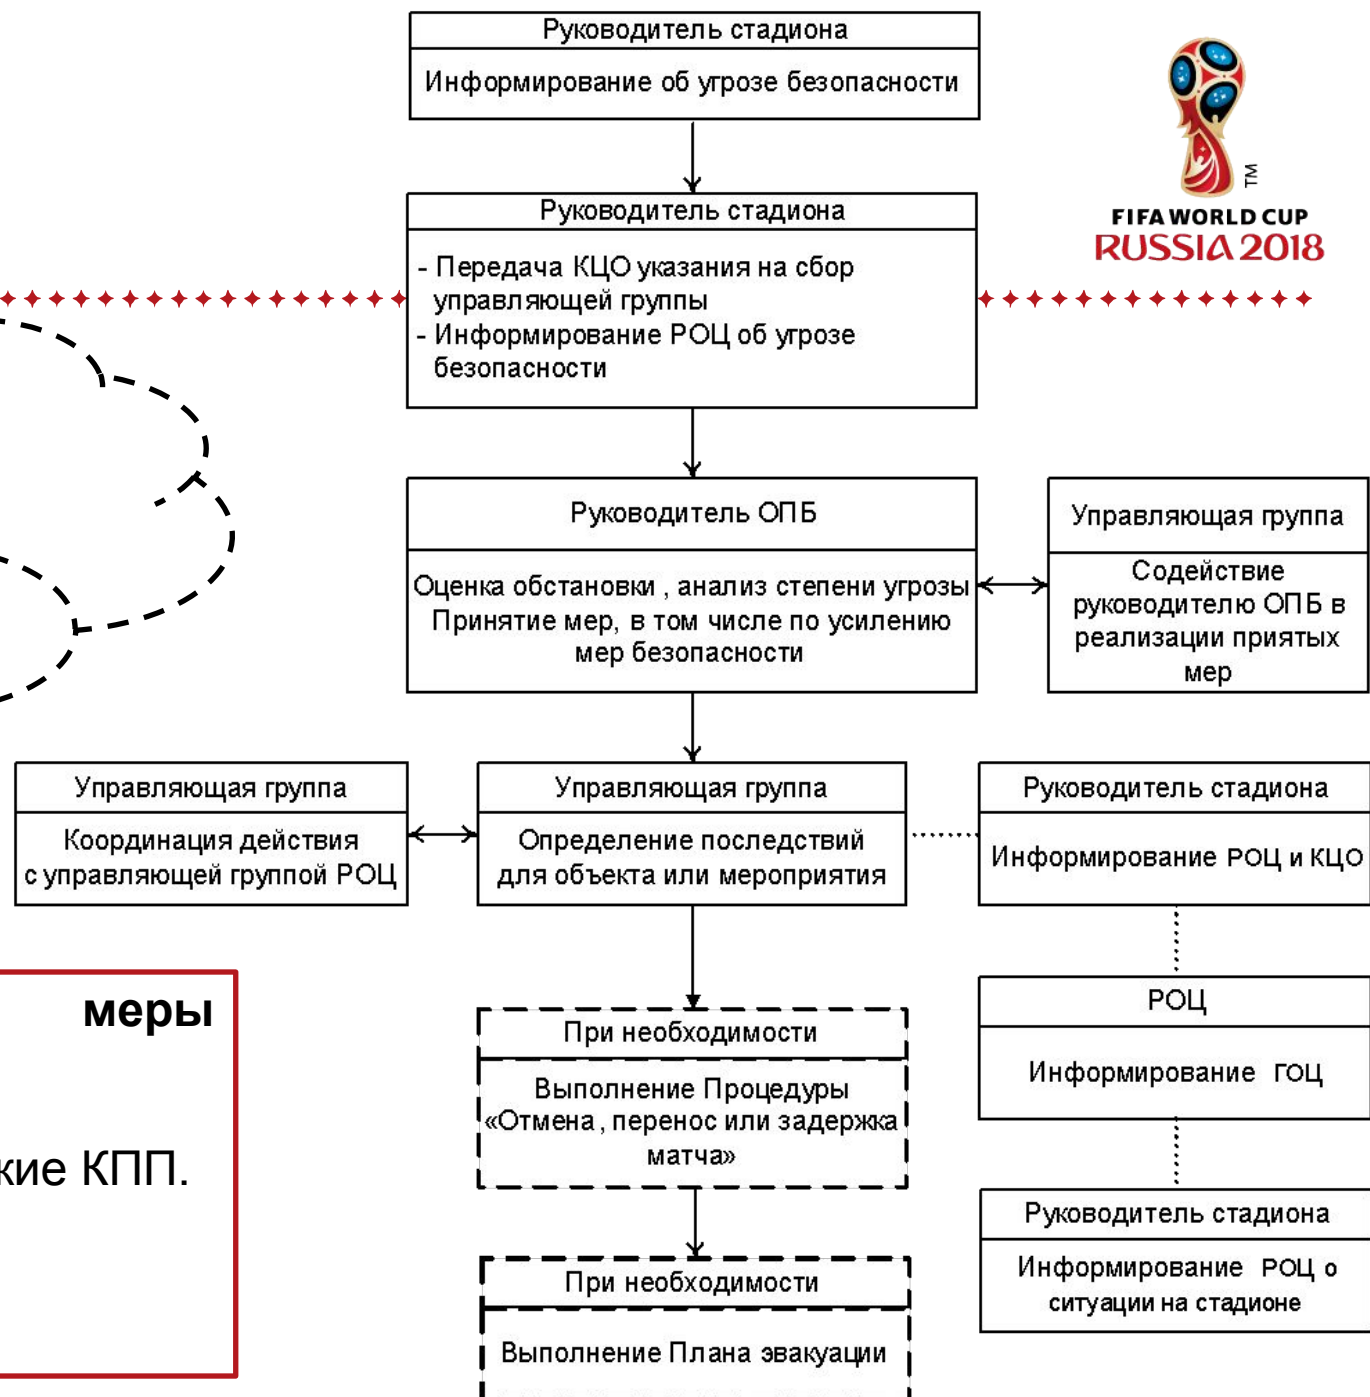 Руководитель стадиона
Информирование об угрозе безопасности
TM
FIFA WORLD CUP
RUSSIA 2018
Руководитель стадиона
- Передача КЦО указания на сбор
управляющей группы
- Информирование РОЦ об угрозе
безопасности
Руководитель ОПБ
Оценка обстановки , анализ степени угрозы
Принятие мер, в том числе по усилению
мер безопасности
Управляющая группа
Содействие
руководителю ОПБ в
реализации приятых
мер
Управляющая группа
Координация действия
с управляющей группой РОЦ
Управляющая группа
Определение последствий
для объекта или мероприятия
Руководитель стадиона
Информирование РОЦ и КЦО
меры
кие КПП.
При необходимости
Выполнение Процедуры
«Отмена , перенос или задержка
матча»
РОЦ
Информирование ГОЦ
Руководитель стадиона
Информирование РОЦ о
ситуации на стадионе
При необходимости
Выполнение Плана эвакуации